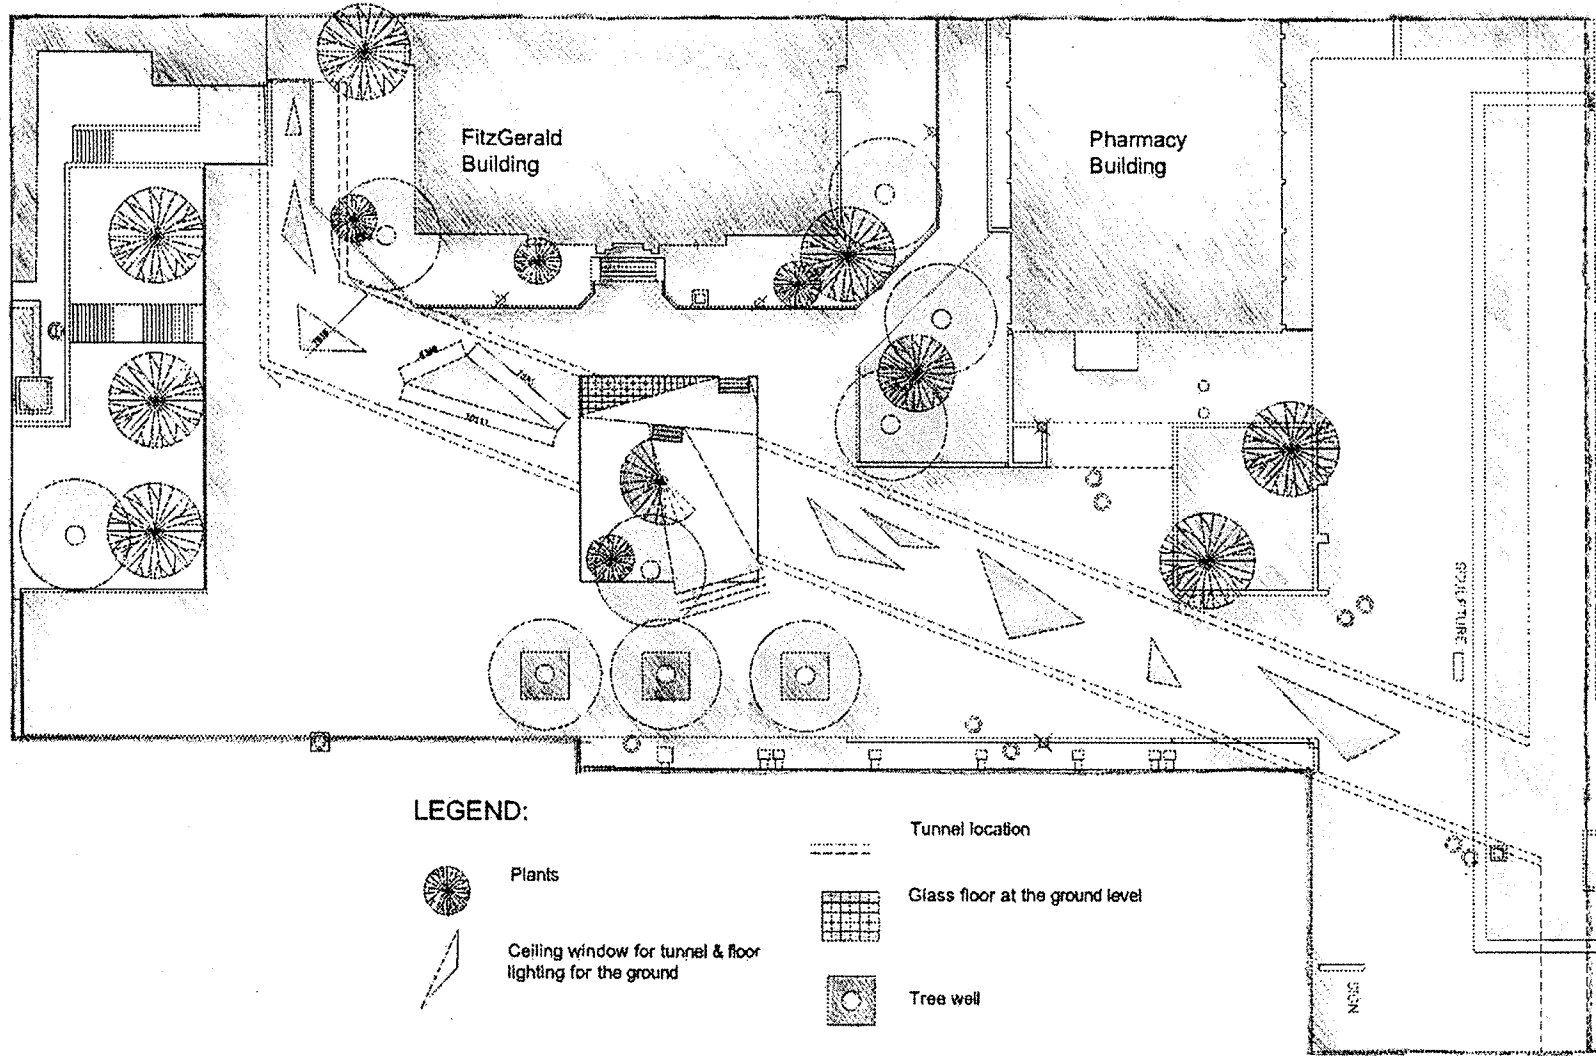 FitzGerald
Building
Pharmacy
Building
SCULPTURE
LEGEND:
Plants
Ceiling window for tunnel & floor
lighting for the ground
Tunnel location
Glass floor at the ground level
Tree well
SIGN